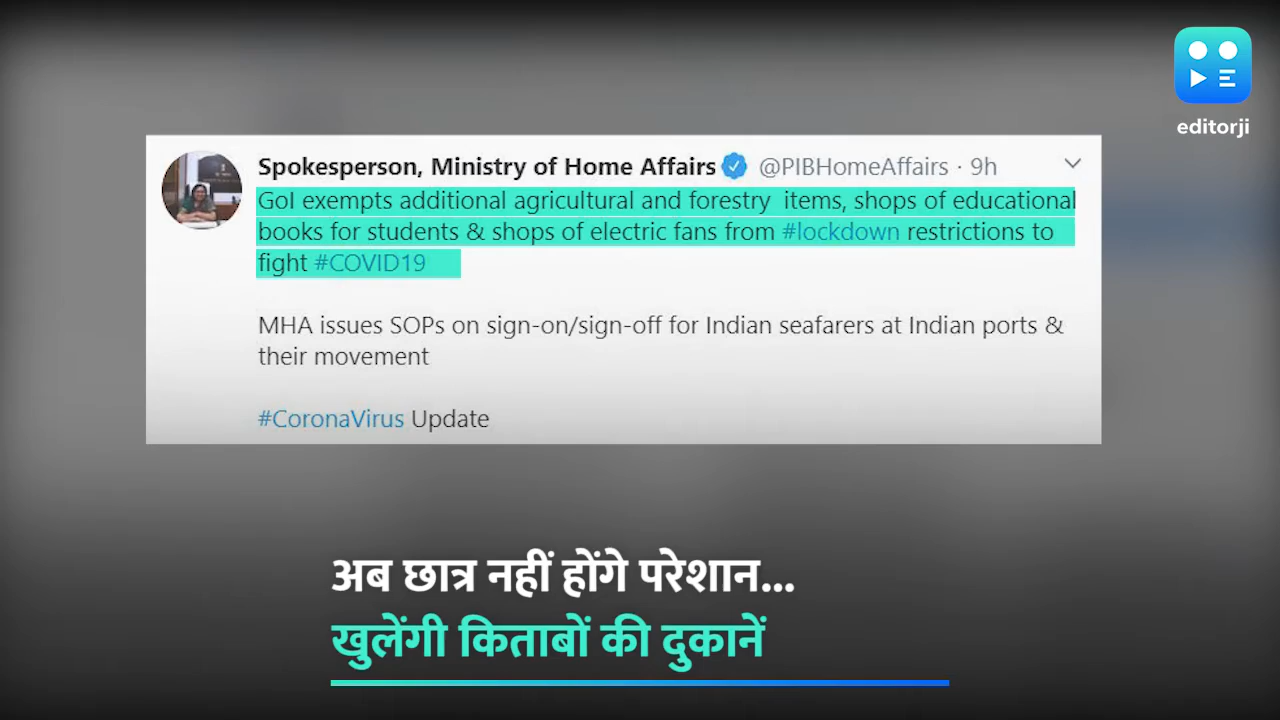 editorji
Spokesperson, Ministry of Home Affairs @PIBHomeAffairs · 9h
GoI exempts additional agricultural and forestry items, shops of educational
books for students & shops of electric fans from #lockdown restrictions to
fight #COVID19
MHA issues SOPs on sign-on/sign-off for Indian seafarers at Indian ports &
their movement
#CoronaVirus Update
अब छात्र नहीं होंगे परेशान...
खुलेंगी किताबों की दुकानें